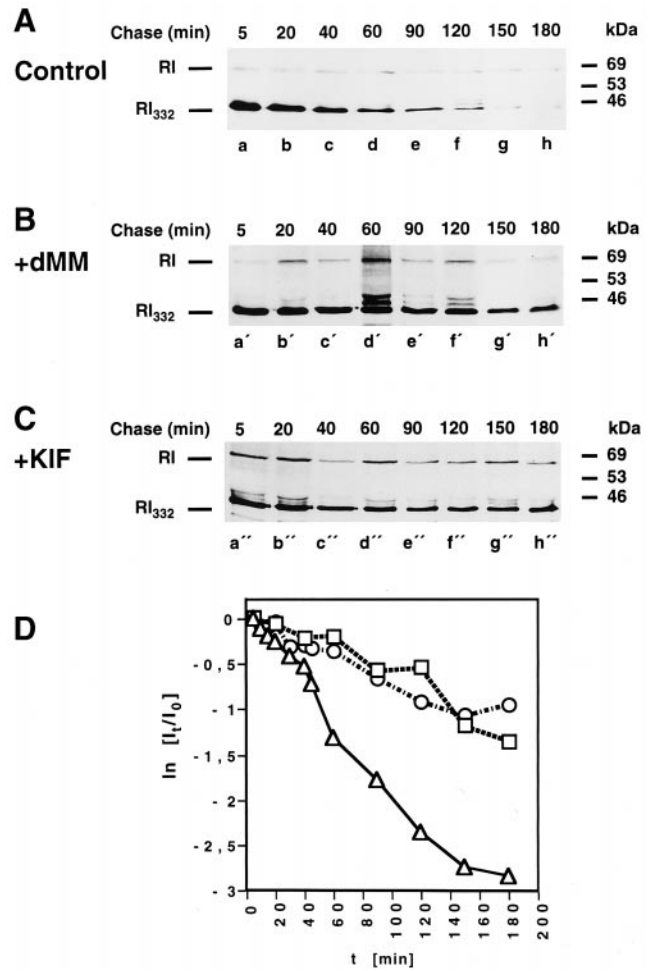 A
Chase (min) 5 20 40 60 90 120 150 180 kDa
Control RI 69
53
RI332 46
a b c d e f g h
B
Chase (min) 5 20 40 60 90 120 150 180 kDa
+dMM RI 69
53
RI332 46
a´ b´ c´ d´ e´ f´ g´ h´
C
Chase (min) 5 20 40 60 90 120 150 180 kDa
+KIF RI 69
53
RI332 46
a´´ b´´ c´´ d´´ e´´ f´´ g´´ h´´
D
0
- 0,5
- 1
- 1,5
- 2
- 2,5
- 3
ln [It/I0]
0 20 40 60 80 100 120 140 160 180 200
t [min]